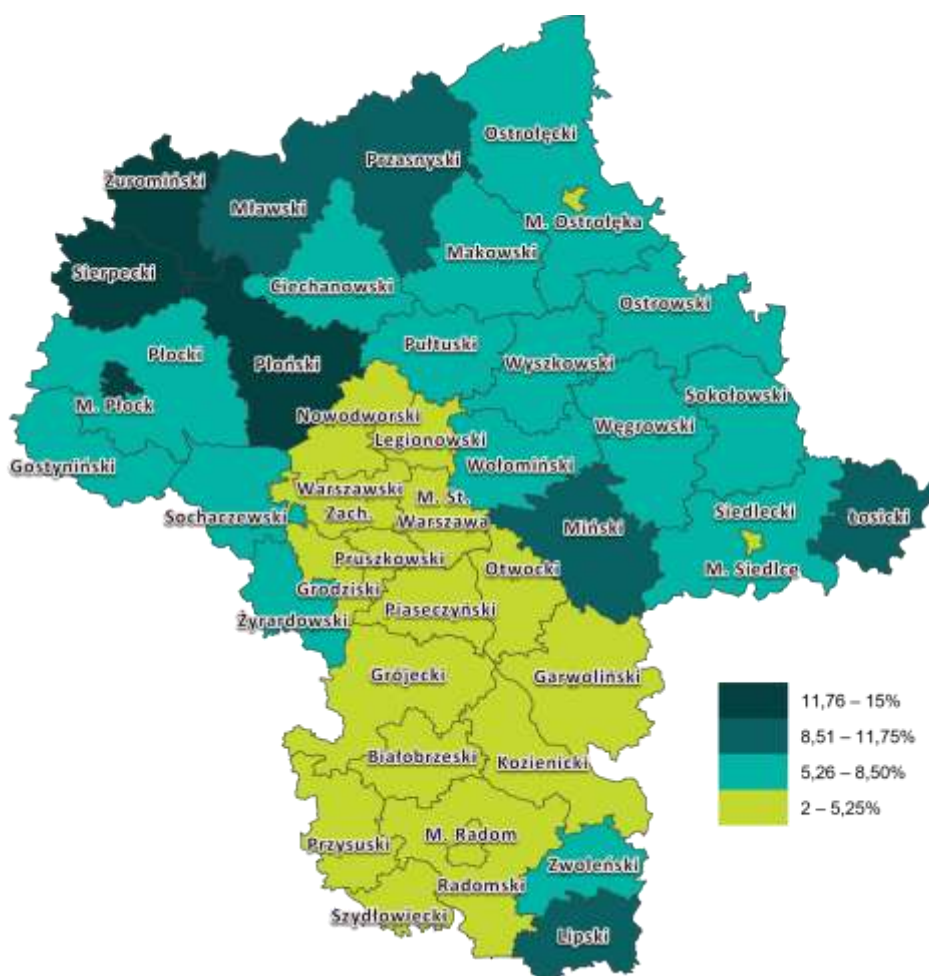 Ostrołęcki
Przasnyski
Żuromiński
Mławski
M. Ostrołęka
Makowski
Sierpecki
Ciechanowski
Ostrowski
Płocki
Płoński
Pułtuski
Wyszkowski
Sokołowski
M. Płock
Nowodworski
Węgrowski
Legionowski
Gostyniński
Wołomiński
Warszawski
Zach.
M. St.
Warszawa
Sochaczewski
Miński
Siedlecki
Łosicki
Pruszkowski
Otwocki
M. Siedlce
Grodziski
Piaseczyński
Żyrardowski
Grójecki
Garwoliński
11,76 – 15%
8,51 – 11,75%
5,26 – 8,50%
2 – 5,25%
Białobrzeski
Kozienicki
M. Radom
Przysuski
Zwoleński
Radomski
Szydłowiecki
Lipski